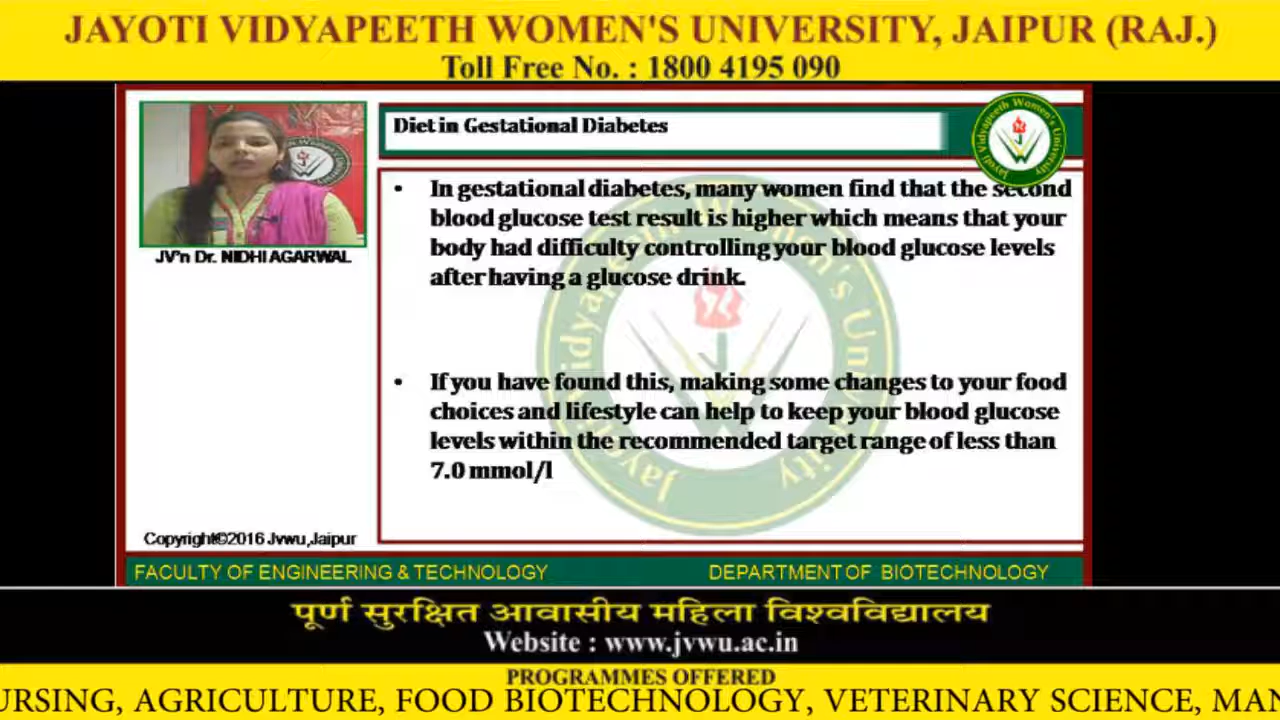 JAYOTI VIDYAPEETH WOMEN'S UNIVERSITY, JAIPUR (RAJ.)
Toll Free No. : 1800 4195 090
Diet in Gestational Diabetes
Jayoti Vidyapeeth Women's University
JV'n Dr. NIDHI AGARWAL
• In gestational diabetes, many women find that the second
blood glucose test result is higher which means that your
body had difficulty controlling your blood glucose levels
after having a glucose drink.
• If you have found this, making some changes to your food
choices and lifestyle can help to keep your blood glucose
levels within the recommended target range of less than
7.0 mmol/l
Copyright©2016 Jvwu,Jaipur
FACULTY OF ENGINEERING & TECHNOLOGY
DEPARTMENT OF BIOTECHNOLOGY
पूर्ण सुरक्षित आवासीय महिला विश्वविद्यालय
Website : www.jvwu.ac.in
PROGRAMMES OFFERED
URSING, AGRICULTURE, FOOD BIOTECHNOLOGY, VETERINARY SCIENCE, MAN